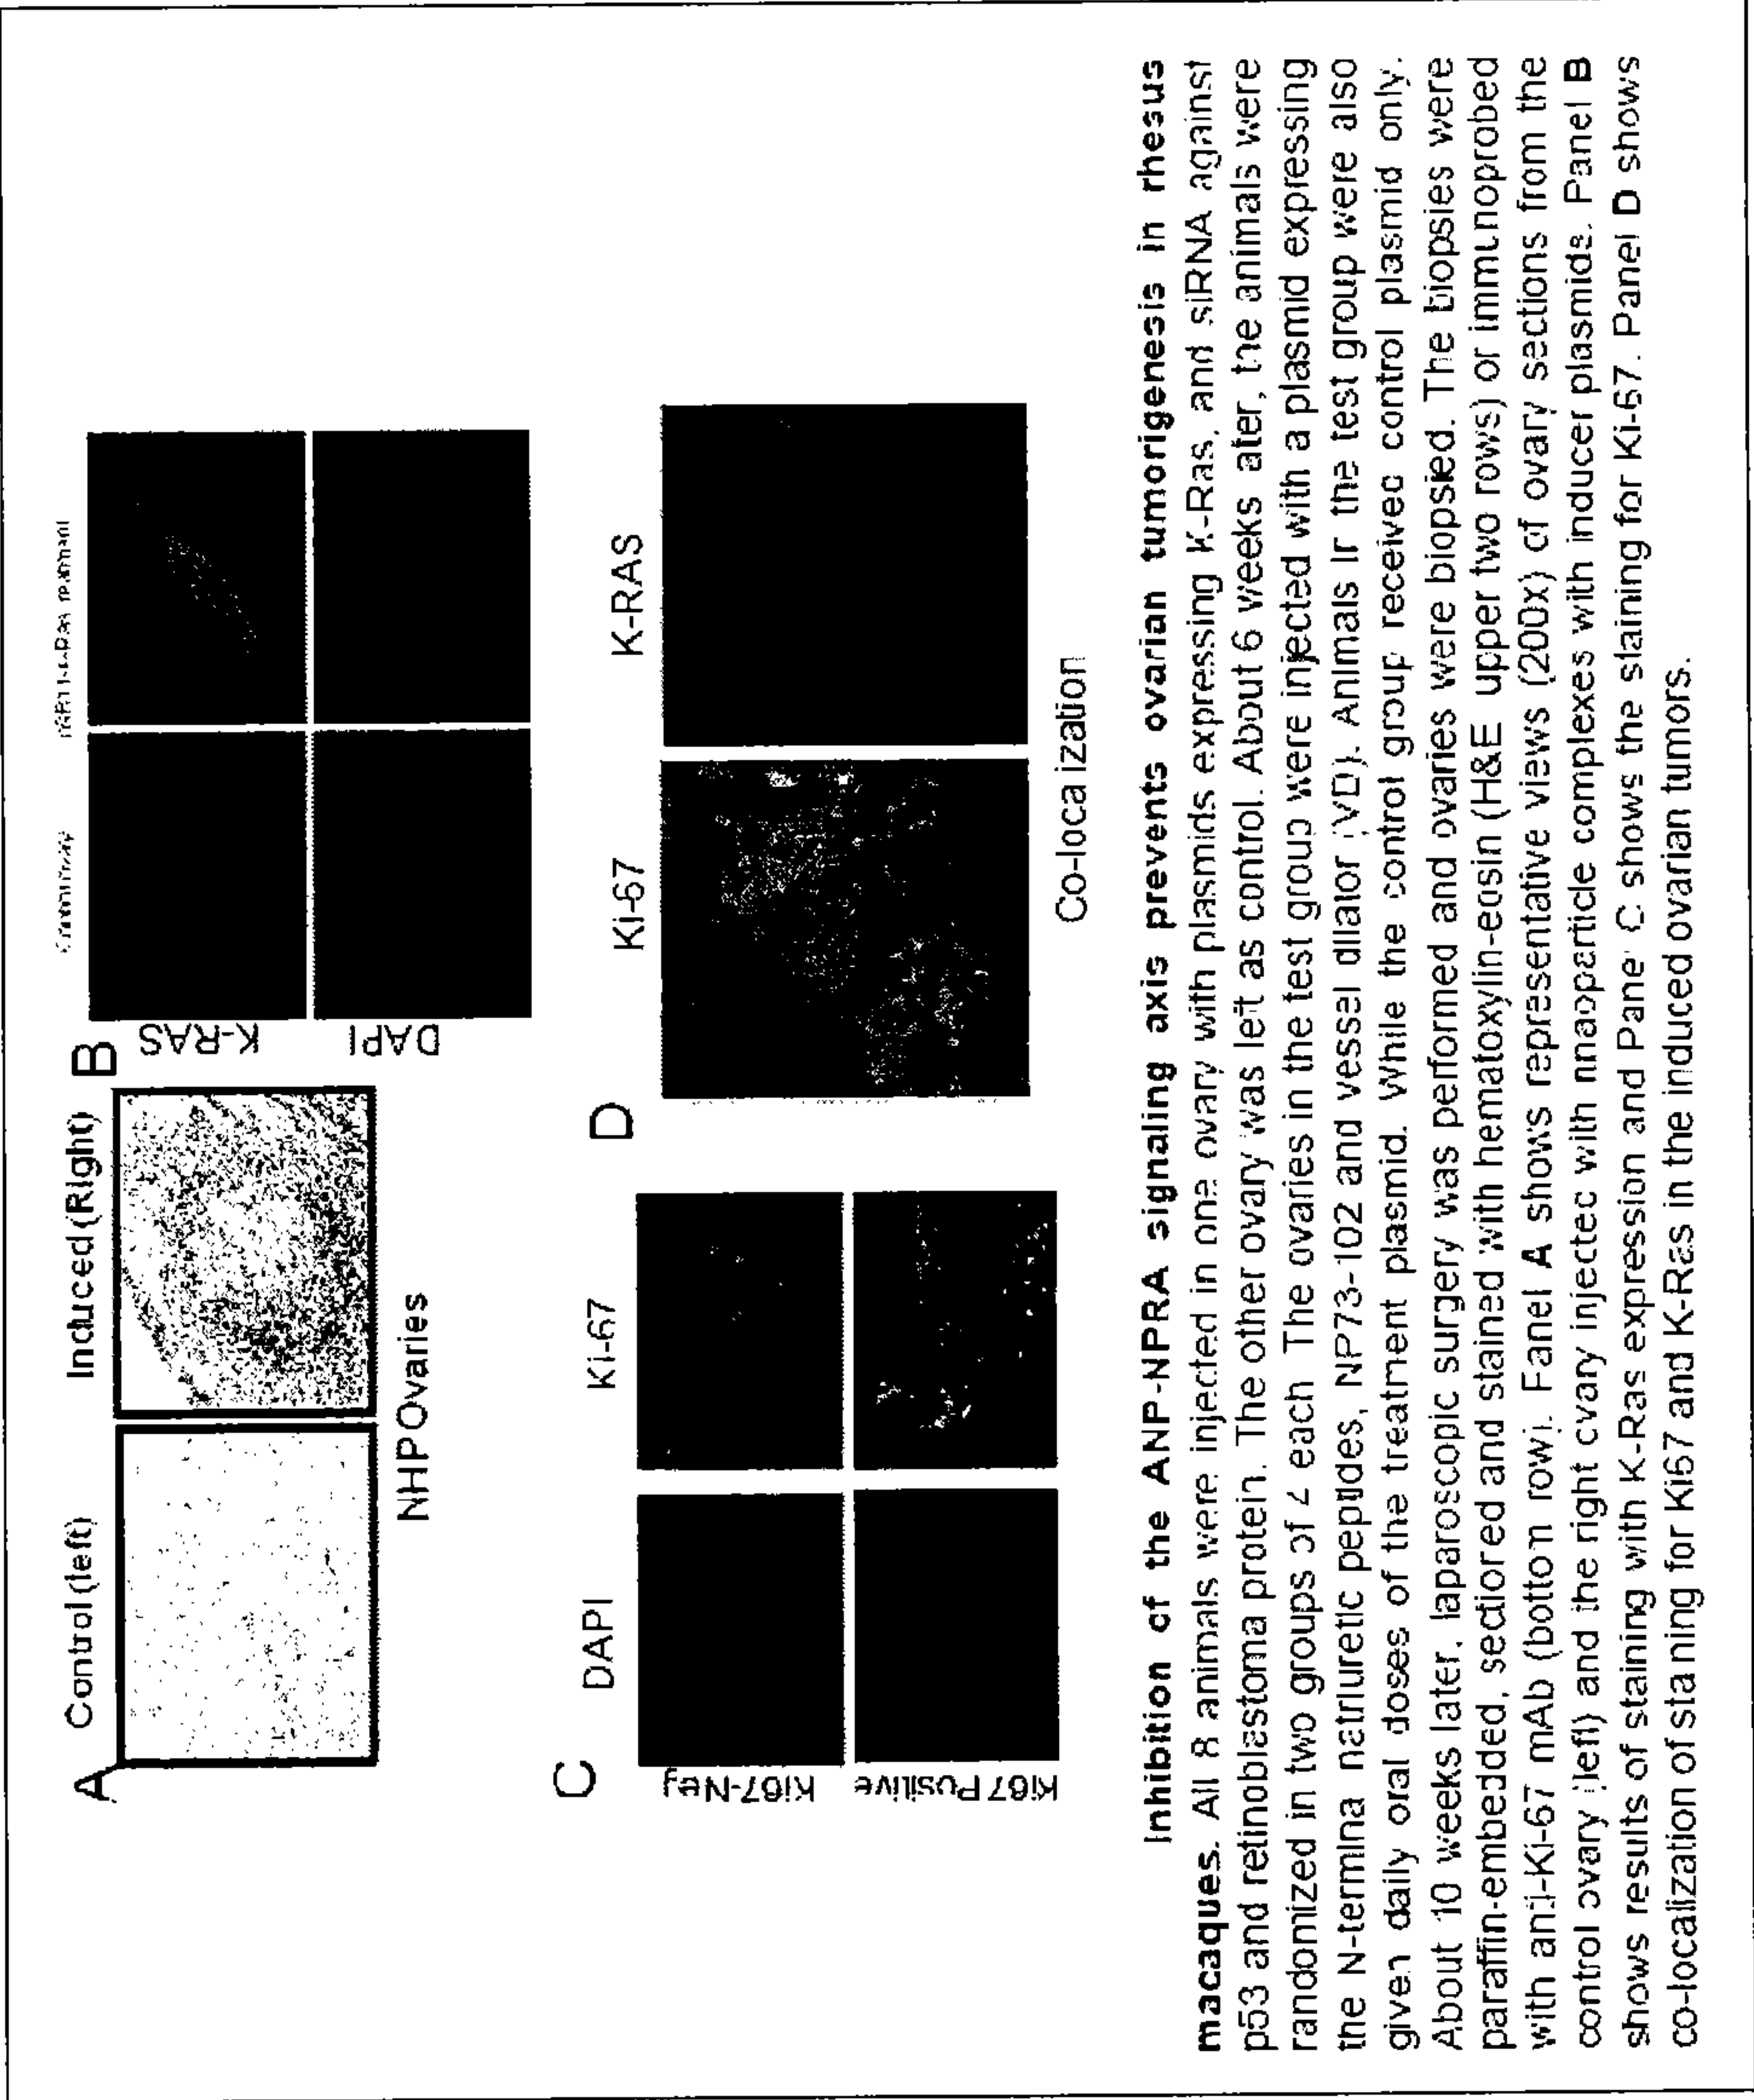 A
Control (left)
Induced (Right)
NHP Ovaries
B
K-RAS
DAPI
C
DAPI
Ki-67
Ki67-Neg
Ki67 Positive
D
Ki-67
K-RAS
Co-loca ization
Inhibition of the ANP-NPRA signaling axis prevents ovarian tumorigenesis in rhesus
macaques. All 8 animals were injected in one ovary with plasmids expressing K-Ras, and siRNA against
p53 and retinoblastoma protein. The other ovary was left as control. About 6 weeks ater, the animals were
randomized in two groups of 4 each The ovaries in the test group were injected with a plasmid expressing
the N-termina natriuretic peptides, NP73-102 and vessel dilator (VD). Animals in the test group were also
given daily oral doses of the treatment plasmid. While the control group received control plasmid only.
About 10 weeks later, laparoscopic surgery was performed and ovaries were biopsied. The biopsies were
paraffin-embedded, sectiored and stained with hematoxylin-eosin (H&E upper two rows) or immunoprobed
with anti-Ki-67 mAb (bottom row). Panel A shows representative views (200x) of ovary sections from the
control ovary (left) and the right ovary injected with nnaoparticle complexes with inducer plasmids. Panel B
shows results of staining with K-Ras expression and Panel C shows the staining for Ki-67. Panel D shows
co-localization of staining for Ki67 and K-Ras in the induced ovarian tumors.